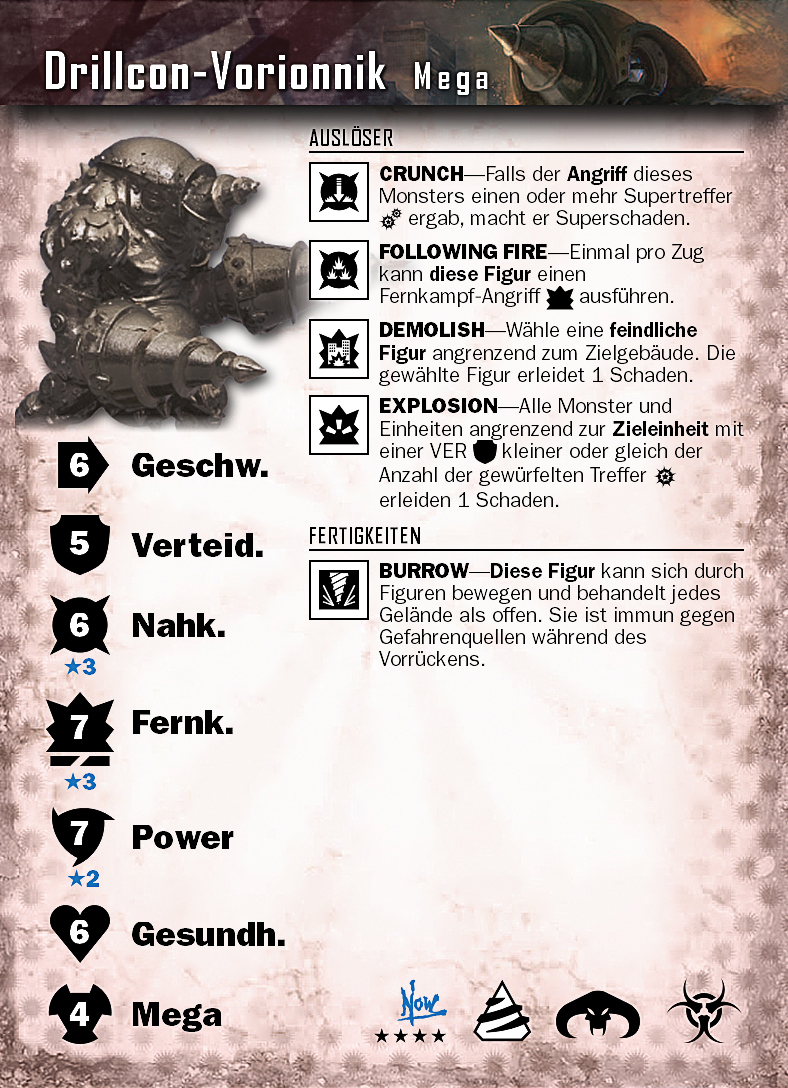 Drillcon-Vorionnik Mega
AUSLÖSER
CRUNCH—Falls der Angriff dieses
Monsters einen oder mehr Supertreffer
ergab, macht er Superschaden.
FOLLOWING FIRE—Einmal pro Zug
kann diese Figur einen
Fernkampf-Angriff ausführen.
DEMOLISH—Wähle eine feindliche
Figur angrenzend zum Zielgebäude. Die
gewählte Figur erleidet 1 Schaden.
EXPLOSION—Alle Monster und
Einheiten angrenzend zur Zieleinheit mit
einer VER kleiner oder gleich der
Anzahl der gewürfelten Treffer
erleiden 1 Schaden.
FERTIGKEITEN
BURROW—Diese Figur kann sich durch
Figuren bewegen und behandelt jedes
Gelände als offen. Sie ist immun gegen
Gefahrenquellen während des
Vorrückens.
6 Geschw.
5 Verteid.
6 Nahk.
★3
7 Fernk.
★3
7 Power
★2
6 Gesundh.
4 Mega
Now
★★★★